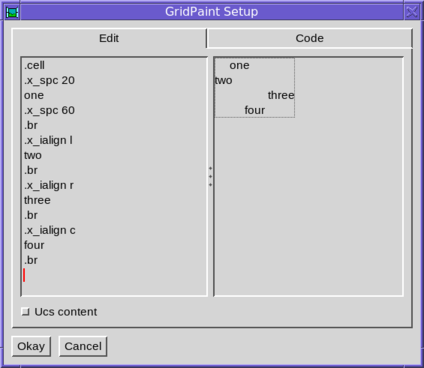 GridPaint Setup
Edit
Code
.cell
.x_spc 20
one
.x_spc 60
.br
.x_ialign l
two
.br
.x_ialign r
three
.br
.x_ialign c
four
.br
one
two
three
four
Ucs content
Okay
Cancel